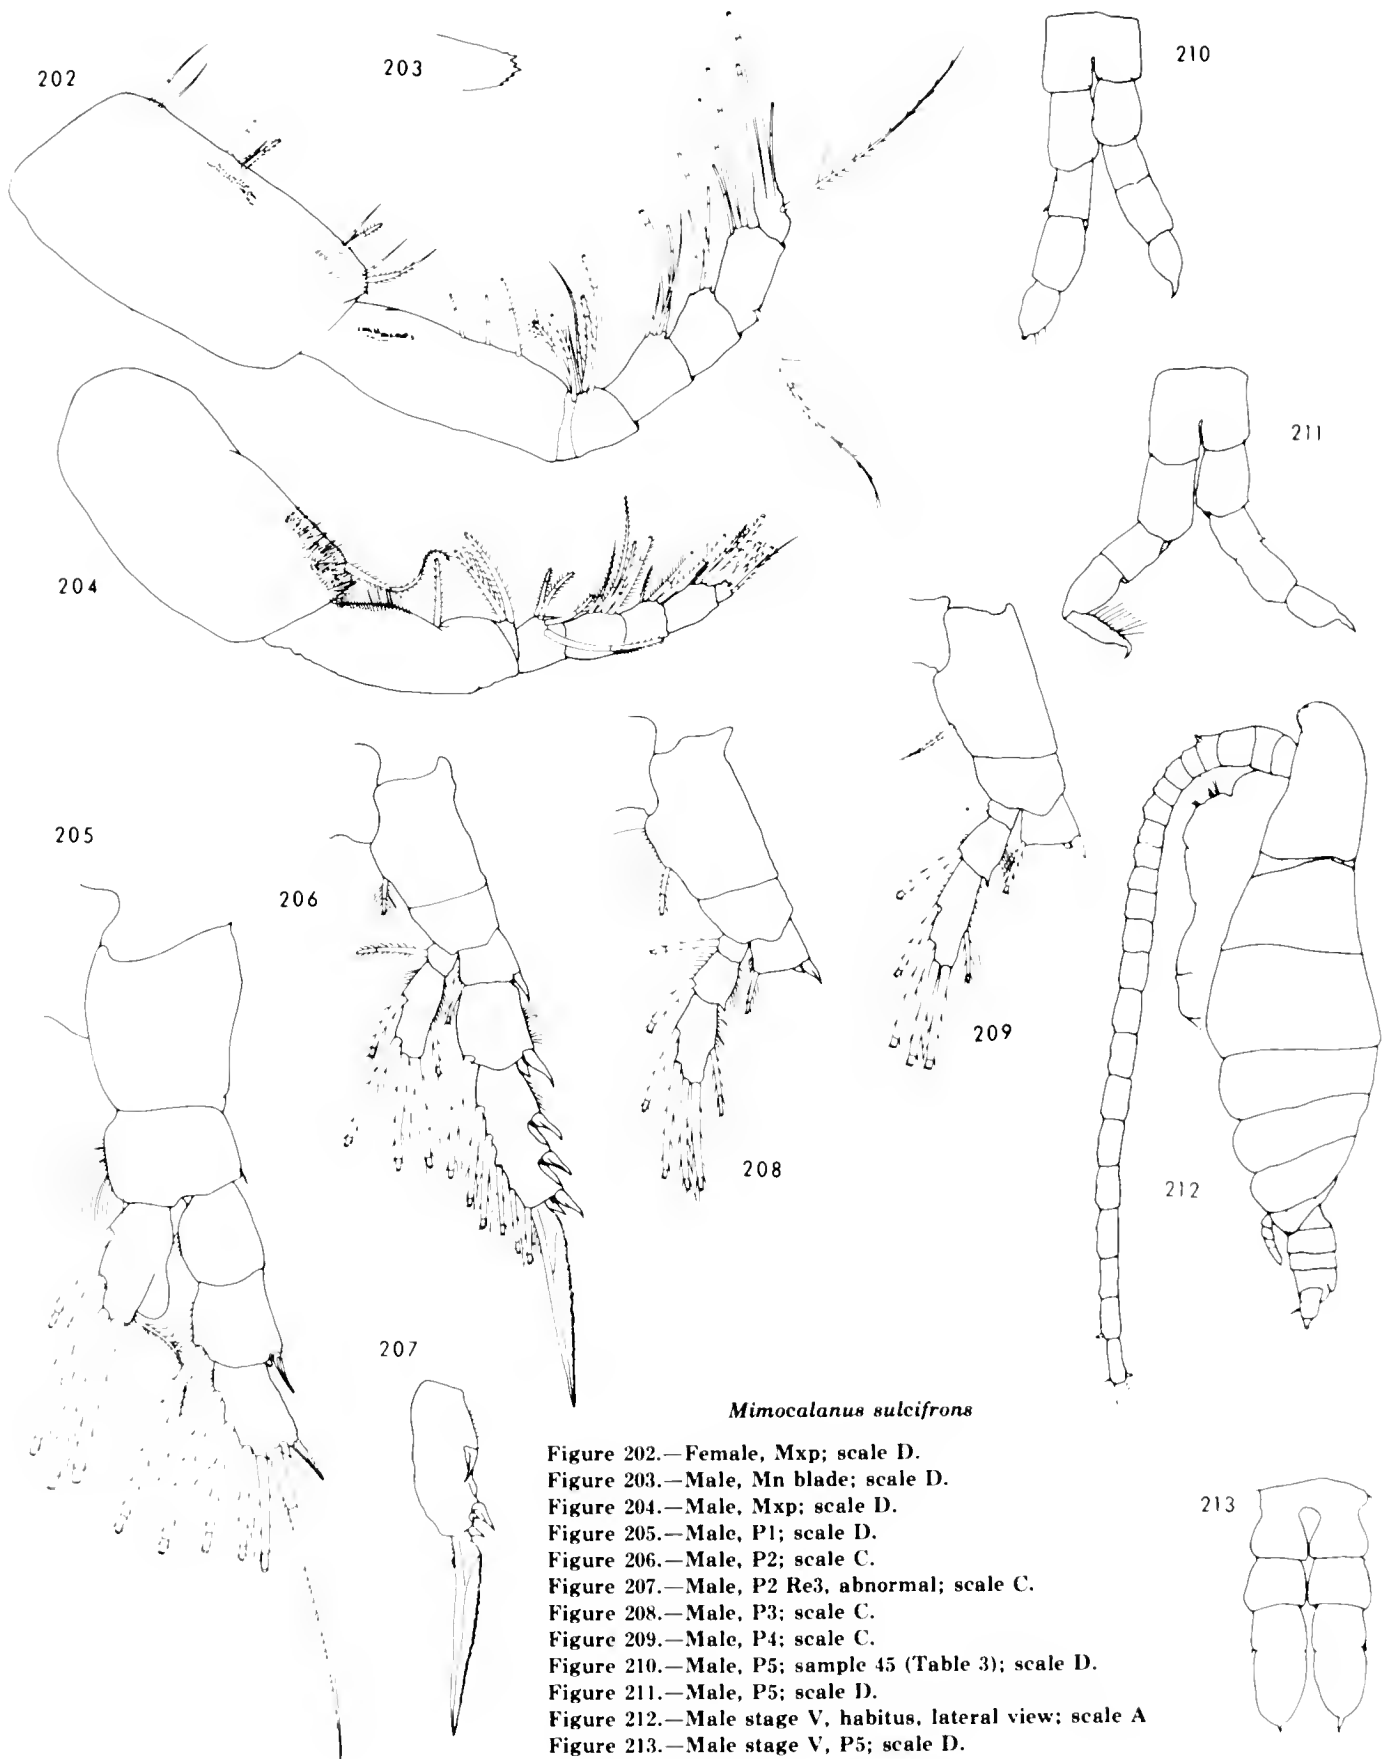 202
203
210
211
204
205
206
209
208
212
207
213
Mimocalanus sulcifrons
Figure 202.—Female, Mxp; scale D.
Figure 203.—Male, Mn blade; scale D.
Figure 204.—Male, Mxp; scale D.
Figure 205.—Male, P1; scale D.
Figure 206.—Male, P2; scale C.
Figure 207.—Male, P2 Re3, abnormal; scale C.
Figure 208.—Male, P3; scale C.
Figure 209.—Male, P4; scale C.
Figure 210.—Male, P5; sample 45 (Table 3); scale D.
Figure 211.—Male, P5; scale D.
Figure 212.—Male stage V, habitus, lateral view; scale A
Figure 213.—Male stage V, P5; scale D.